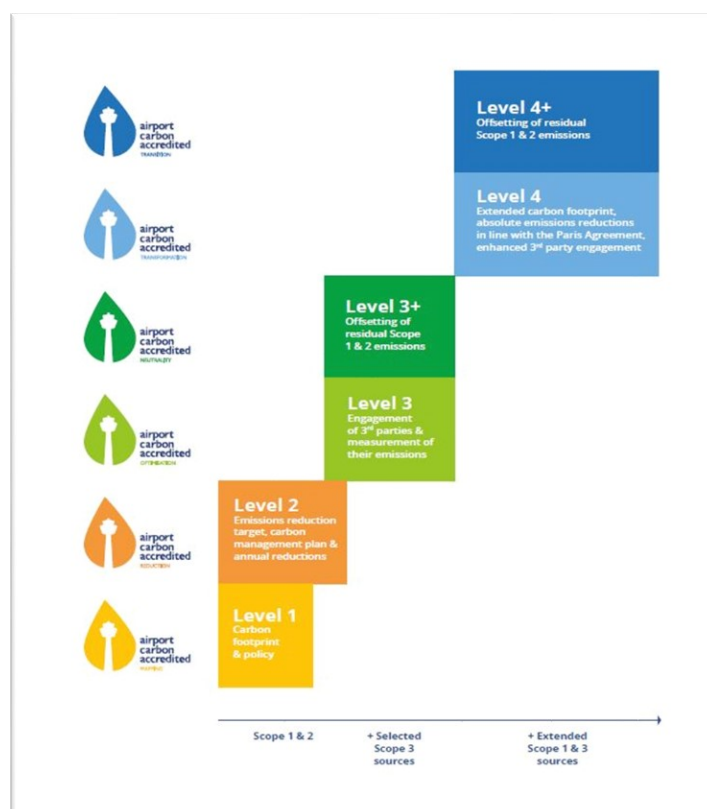 airport
carbon
accredited
TRANSITION
Level 4+
Offsetting of residual
Scope 1 & 2 emissions
airport
carbon
accredited
TRANSFORMATION
Level 4
Extended carbon footprint,
absolute emissions reductions
in line with the Paris Agreement,
enhanced 3rd party engagement
airport
carbon
accredited
NEUTRALITY
Level 3+
Offsetting of
residual Scope
1 & 2 emissions
airport
carbon
accredited
OPTIMISATION
Level 3
Engagement
of 3rd parties &
measurement of
their emissions
airport
carbon
accredited
REDUCTION
Level 2
Emissions reduction
target, carbon
management plan &
annual reductions
airport
carbon
accredited
MAPPING
Level 1
Carbon
footprint
& policy
Scope 1 & 2
+ Selected
Scope 3
sources
+ Extended
Scope 1 & 3
sources